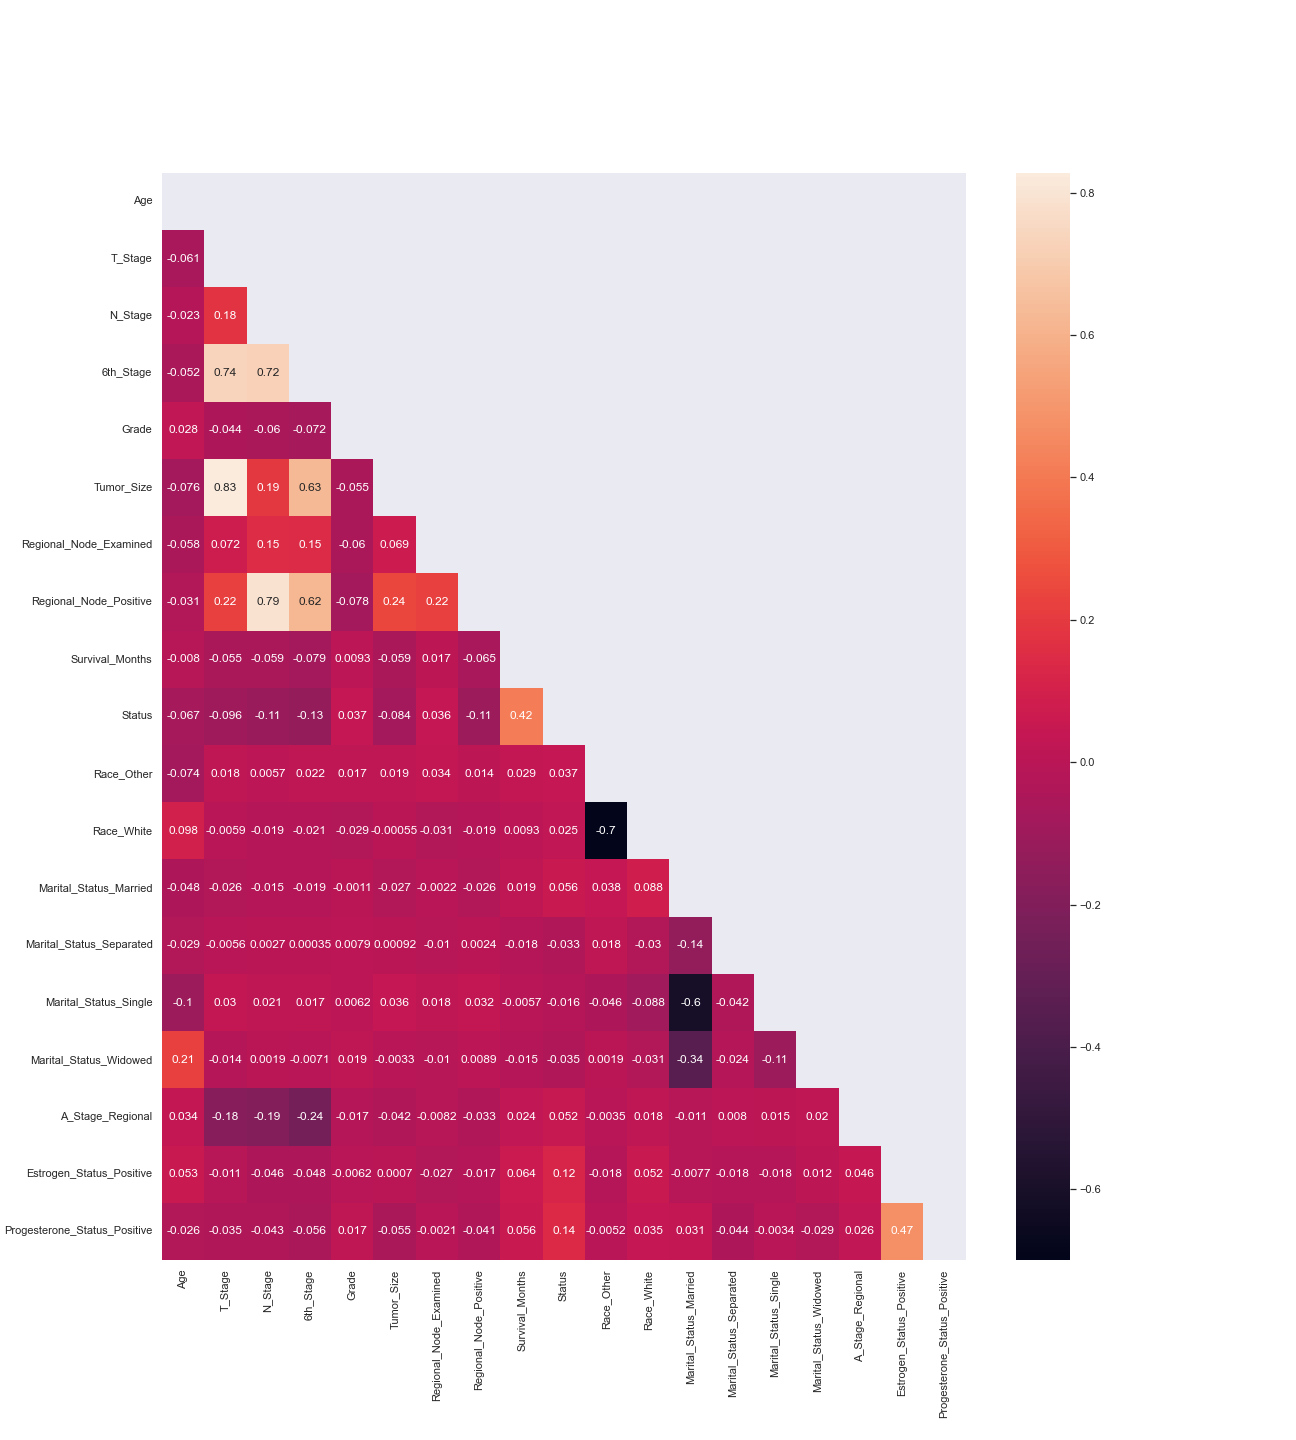 Age
T_Stage -0.061
N_Stage -0.023 0.18
6th_Stage -0.052 0.74 0.72
Grade 0.028 -0.044 -0.06 -0.072
Tumor_Size -0.076 0.83 0.19 0.63 -0.055
Regional_Node_Examined -0.058 0.072 0.15 0.15 -0.06 0.069
Regional_Node_Positive -0.031 0.22 0.79 0.62 -0.078 0.24 0.22
Survival_Months -0.008 -0.055 -0.059 -0.079 0.0093 -0.059 0.017 -0.065
Status -0.067 -0.096 -0.11 -0.13 0.037 -0.084 0.036 -0.11 0.42
Race_Other -0.074 0.018 0.0057 0.022 0.017 0.019 0.034 0.014 0.029 0.037
Race_White 0.098 -0.0059 -0.019 -0.021 -0.029 -0.00055 -0.031 -0.019 0.0093 0.025 -0.7
Marital_Status_Married -0.048 -0.026 -0.015 -0.019 -0.0011 -0.027 -0.0022 -0.026 0.019 0.056 0.038 0.088
Marital_Status_Separated -0.029 -0.0056 0.0027 0.00035 0.0079 0.00092 -0.01 0.0024 -0.018 -0.033 0.018 -0.03 -0.14
Marital_Status_Single -0.1 0.03 0.021 0.017 0.0062 0.036 0.018 0.032 -0.0057 -0.016 -0.046 -0.088 -0.6 -0.042
Marital_Status_Widowed 0.21 -0.014 0.0019 -0.0071 0.019 -0.0033 -0.01 0.0089 -0.015 -0.035 0.0019 -0.031 -0.34 -0.024 -0.11
A_Stage_Regional 0.034 -0.18 -0.19 -0.24 -0.017 -0.042 -0.0082 -0.033 0.024 0.052 -0.0035 0.018 -0.011 0.008 0.015 0.02
Estrogen_Status_Positive 0.053 -0.011 -0.046 -0.048 -0.0062 0.0007 -0.027 -0.017 0.064 0.12 -0.018 0.052 -0.0077 -0.018 -0.018 0.012 0.046
Progesterone_Status_Positive -0.026 -0.035 -0.043 -0.056 0.017 -0.055 -0.0021 -0.041 0.056 0.14 -0.0052 0.035 0.031 -0.044 -0.0034 -0.029 0.026 0.47
Age
T_Stage
N_Stage
6th_Stage
Grade
Tumor_Size
Regional_Node_Examined
Regional_Node_Positive
Survival_Months
Status
Race_Other
Race_White
Marital_Status_Married
Marital_Status_Separated
Marital_Status_Single
Marital_Status_Widowed
A_Stage_Regional
Estrogen_Status_Positive
Progesterone_Status_Positive
0.8
0.6
0.4
0.2
0.0
−0.2
−0.4
−0.6